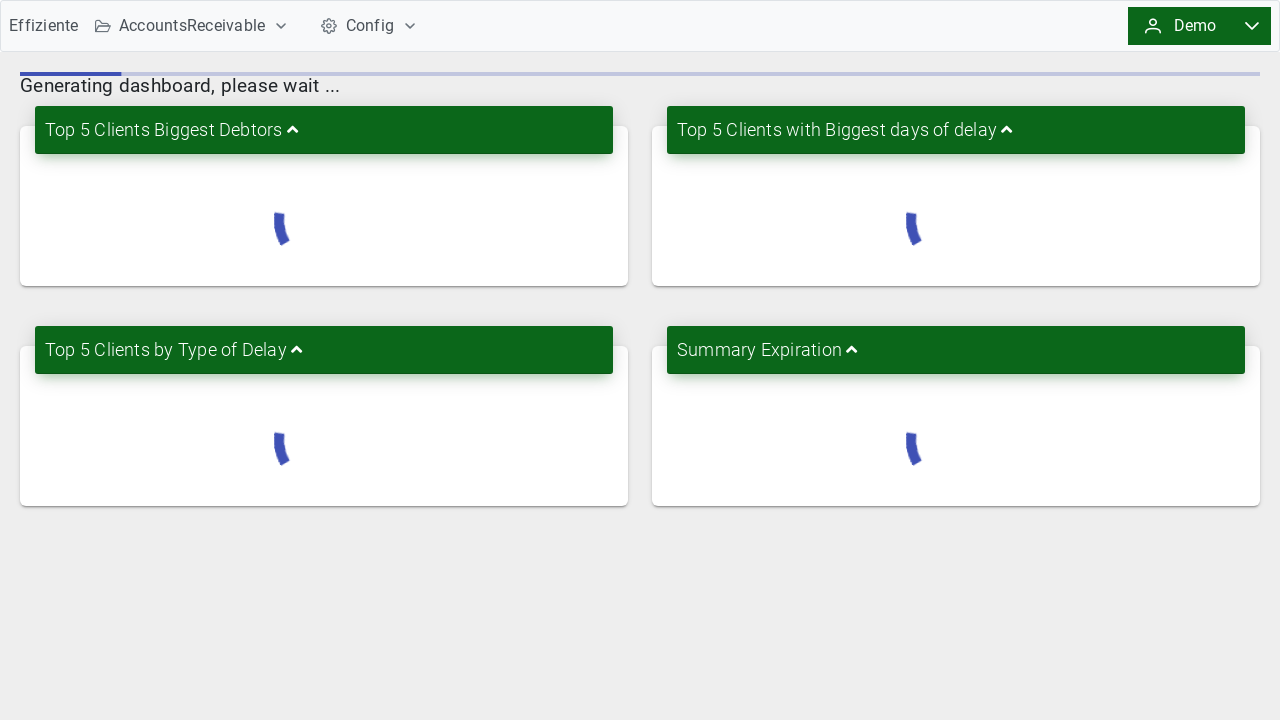 Effiziente AccountsReceivable Config Demo
Generating dashboard, please wait ...
Top 5 Clients Biggest Debtors
Top 5 Clients with Biggest days of delay
Top 5 Clients by Type of Delay
Summary Expiration